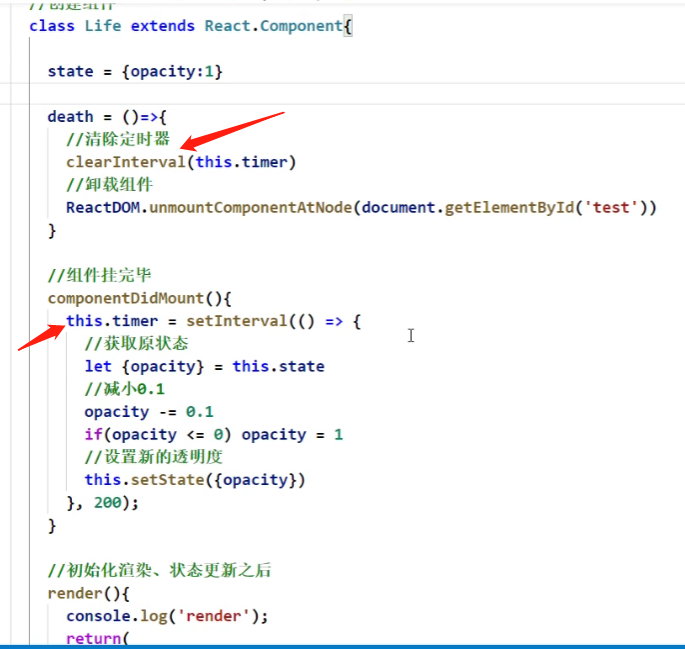 //创建组件
class Life extends React.Component{
state = {opacity:1}
death = ()=>{
//清除定时器
clearInterval(this.timer)
//卸载组件
ReactDOM.unmountComponentAtNode(document.getElementById('test'))
}
//组件挂完毕
componentDidMount(){
this.timer = setInterval(() => {
//获取原状态
let {opacity} = this.state
//减小0.1
opacity -= 0.1
if(opacity <= 0) opacity = 1
//设置新的透明度
this.setState({opacity})
}, 200);
}
//初始化渲染、状态更新之后
render(){
console.log('render');
return(